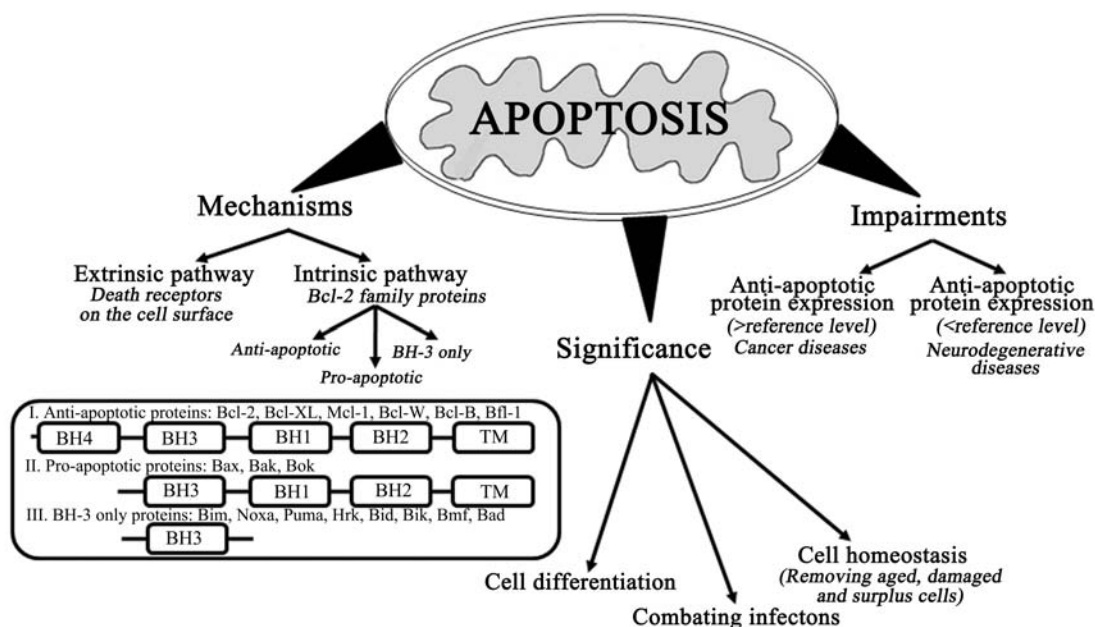 APOPTOSIS
Mechanisms
Extrinsic pathway
Death receptors
on the cell surface
Intrinsic pathway
Bcl-2 family proteins
Anti-apoptotic
Pro-apoptotic
BH-3 only
I. Anti-apoptotic proteins: Bcl-2, Bcl-XL, Mcl-1, Bcl-W, Bcl-B, Bfl-1
BH4 BH3 BH1 BH2 TM
II. Pro-apoptotic proteins: Bax, Bak, Bok
BH3 BH1 BH2 TM
III. BH-3 only proteins: Bim, Noxa, Puma, Hrk, Bid, Bik, Bmf, Bad
BH3
Significance
Cell differentiation
Combating infectons
Cell homeostasis
(Removing aged, damaged
and surplus cells)
Impairments
Anti-apoptotic
protein expression
(>reference level)
Cancer diseases
Anti-apoptotic
protein expression
(<reference level)
Neurodegenerative
diseases